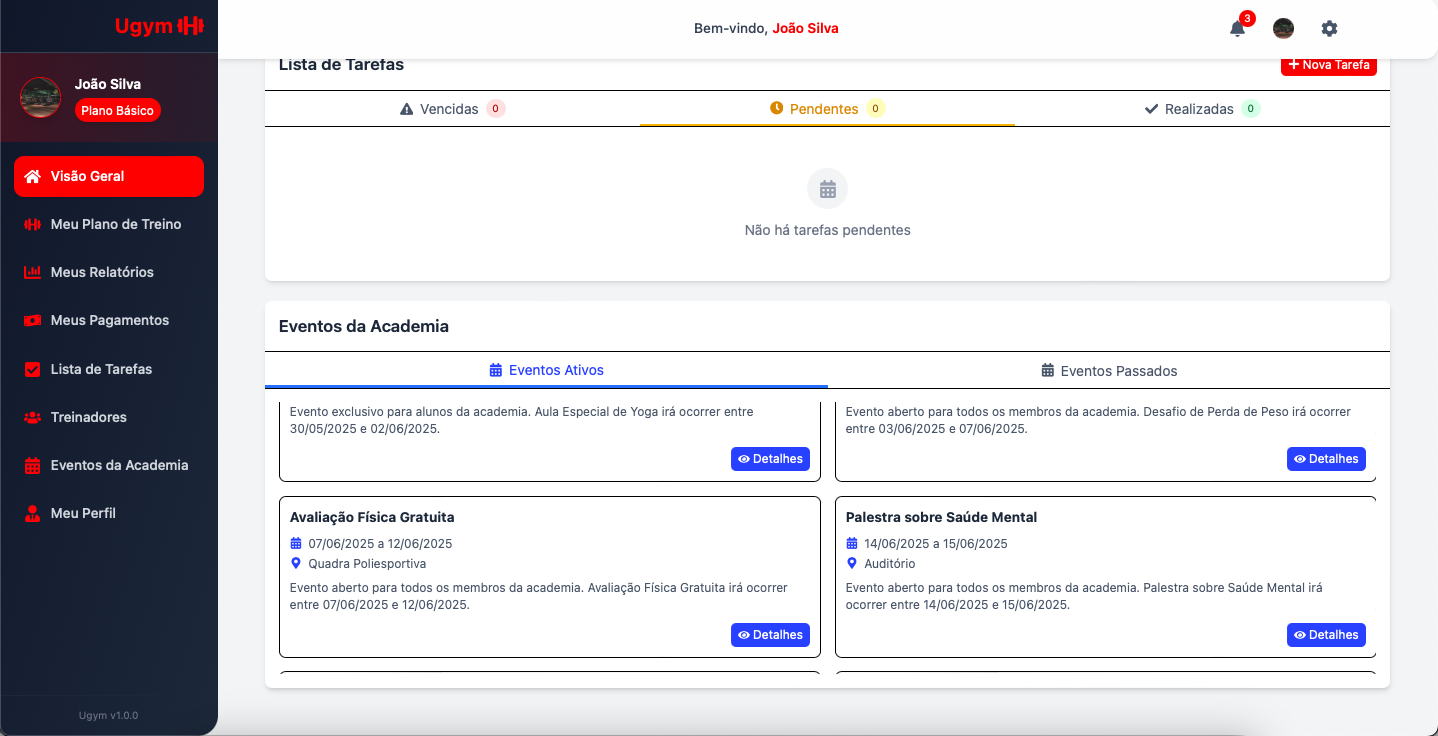 Ugym
Bem-vindo, João Silva
3
João Silva
Plano Básico
Visão Geral
Meu Plano de Treino
Meus Relatórios
Meus Pagamentos
Lista de Tarefas
Treinadores
Eventos da Academia
Meu Perfil
Ugym v1.0.0
Lista de Tarefas
Nova Tarefa
Vencidas 0
Pendentes 0
Realizadas 0
Não há tarefas pendentes
Eventos da Academia
Eventos Ativos
Eventos Passados
Evento exclusivo para alunos da academia. Aula Especial de Yoga irá ocorrer entre
30/05/2025 e 02/06/2025.
Detalhes
Evento aberto para todos os membros da academia. Desafio de Perda de Peso irá ocorrer
entre 03/06/2025 e 07/06/2025.
Detalhes
Avaliação Física Gratuita
07/06/2025 a 12/06/2025
Quadra Poliesportiva
Evento aberto para todos os membros da academia. Avaliação Física Gratuita irá ocorrer
entre 07/06/2025 e 12/06/2025.
Detalhes
Palestra sobre Saúde Mental
14/06/2025 a 15/06/2025
Auditório
Evento aberto para todos os membros da academia. Palestra sobre Saúde Mental irá
ocorrer entre 14/06/2025 e 15/06/2025.
Detalhes